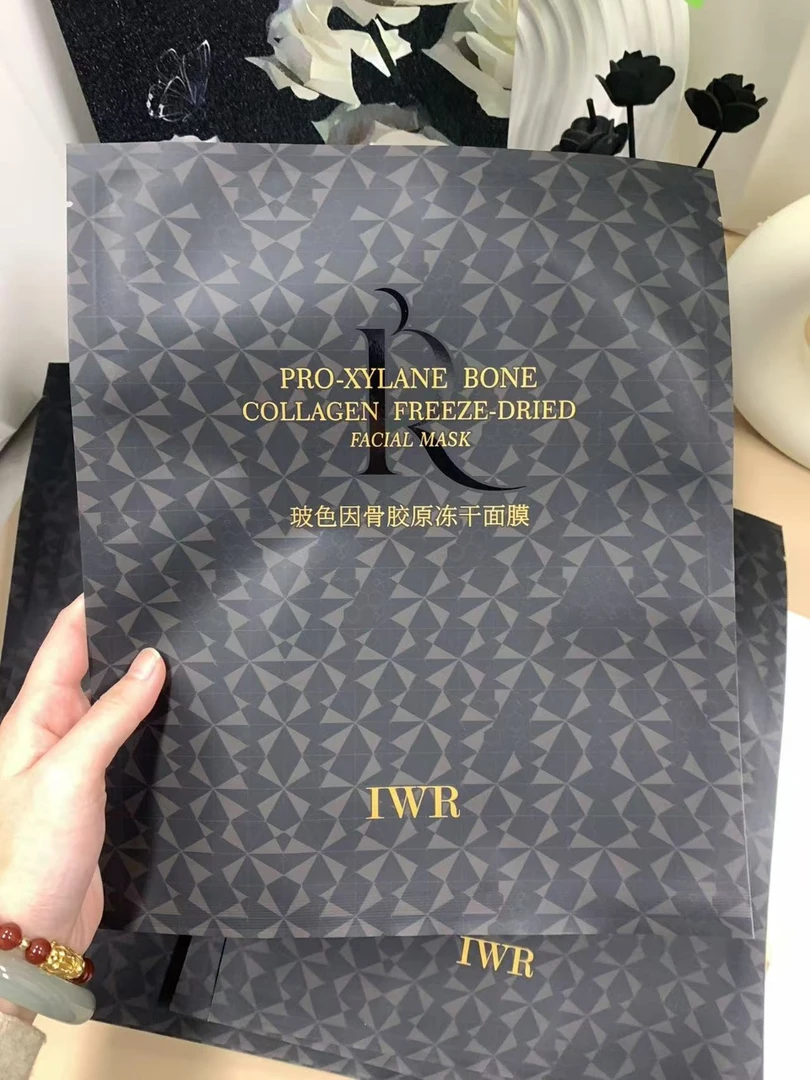 PRO-XYLANE BONE
COLLAGEN FREEZE-DRIED
FACIAL MASK
玻色因骨胶原冻干面膜
IWR
IWR